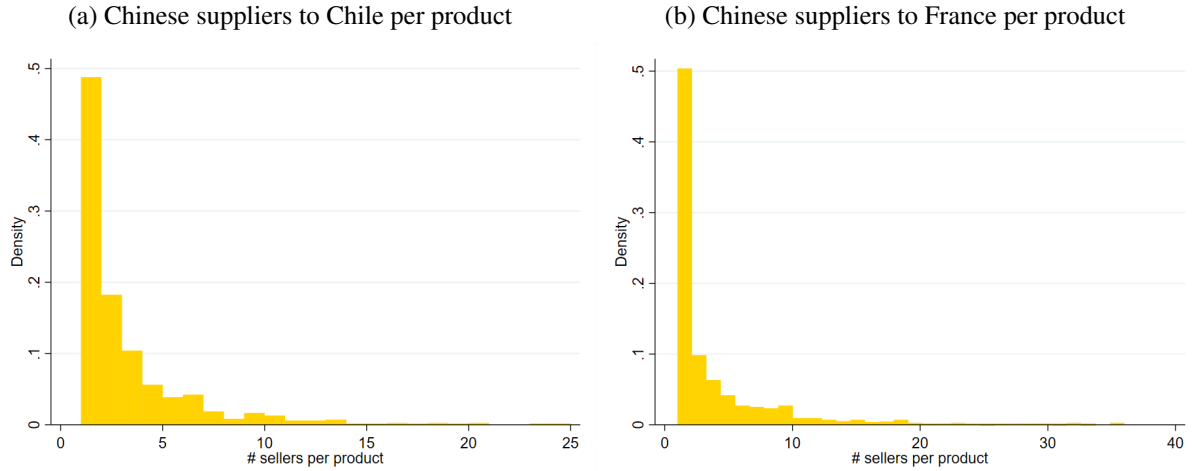 (a) Chinese suppliers to Chile per product
.5
.4
.3
.2
.1
0
Density
0 5 10 15 20 25
# sellers per product
(b) Chinese suppliers to France per product
.5
.4
.3
.2
.1
0
Density
0 10 20 30 40
# sellers per product